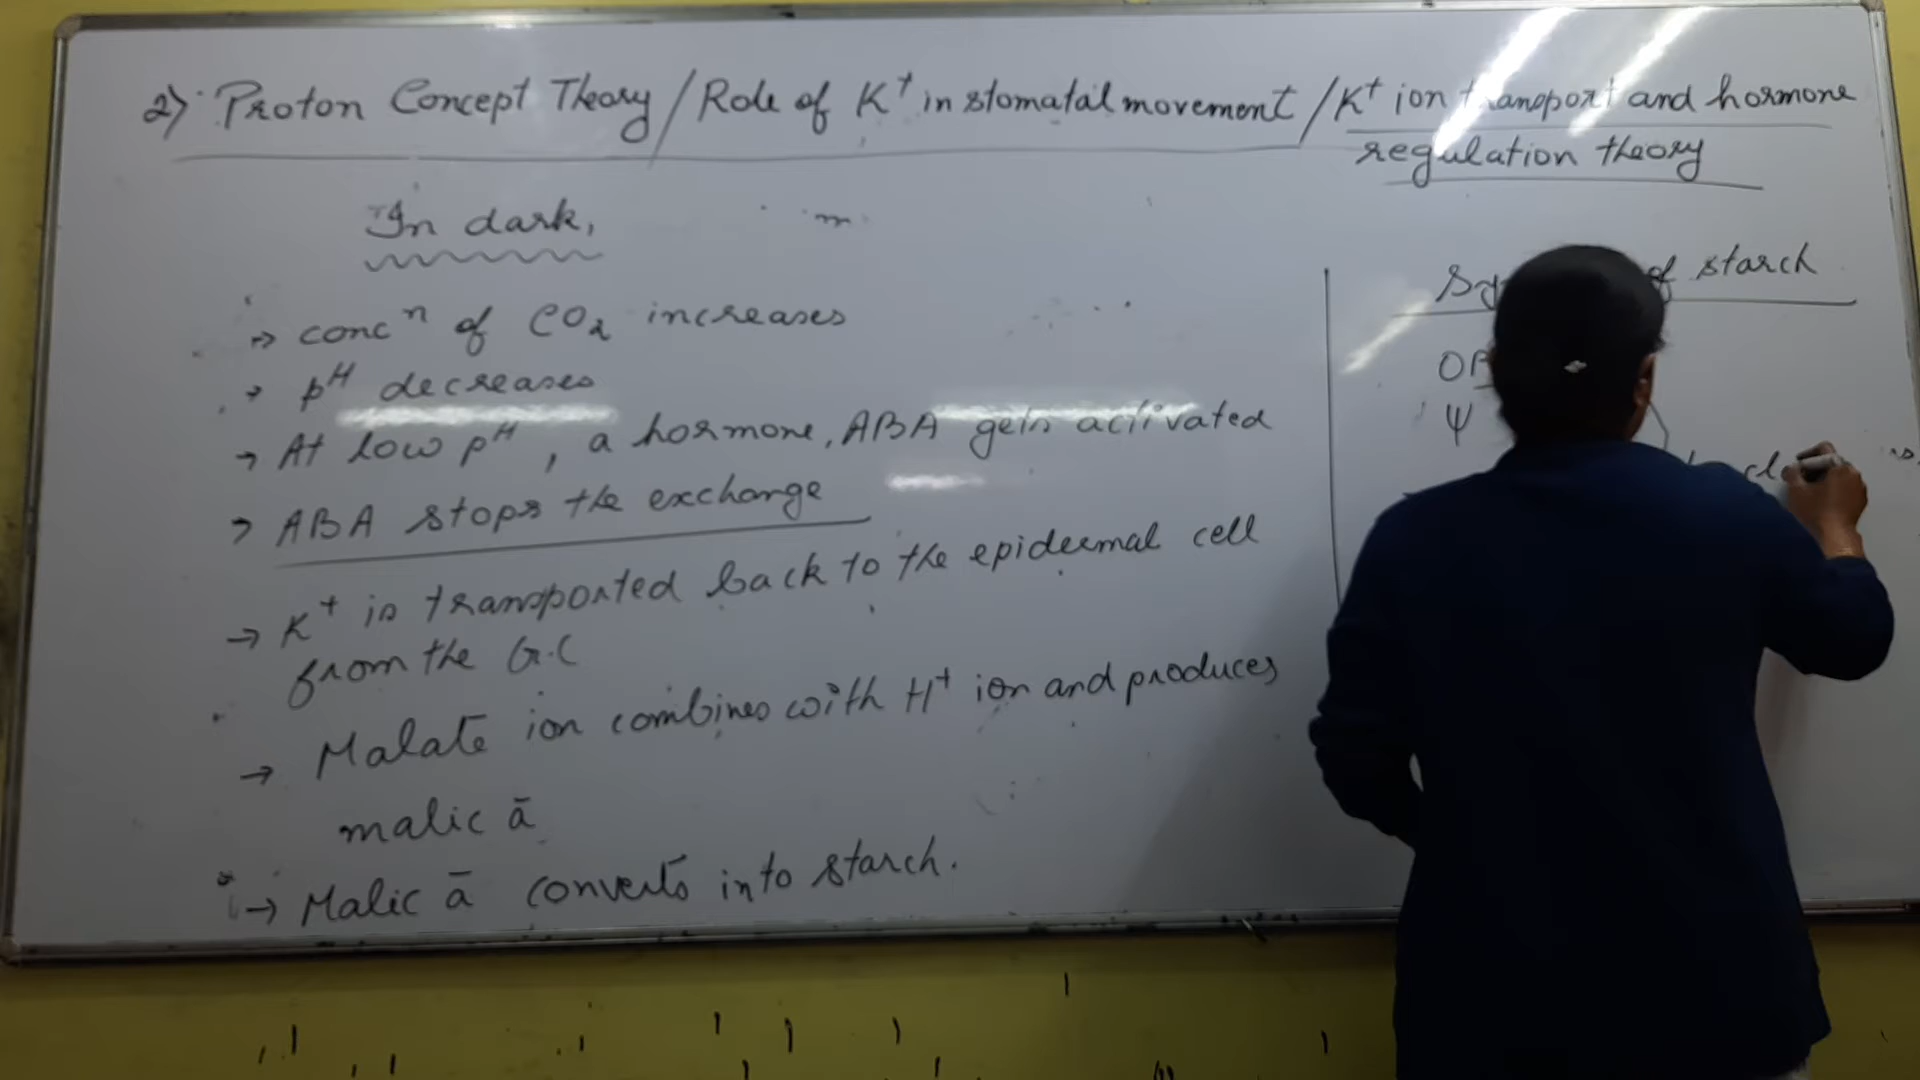 2) Proton Concept Theory / Role of K+ in stomatal movement / K+ ion transport and hormone
regulation theory
In dark,
→ concn of CO2 increases
→ pH decreases
→ At low pH, a hormone, ABA gets activated
→ ABA stops the exchange
→ K+ is transported back to the epidermal cell
from the G.C
→ Malate ion combines with H+ ion and produces
malic ā
→ Malic ā converts into starch.
of starch
Ψ